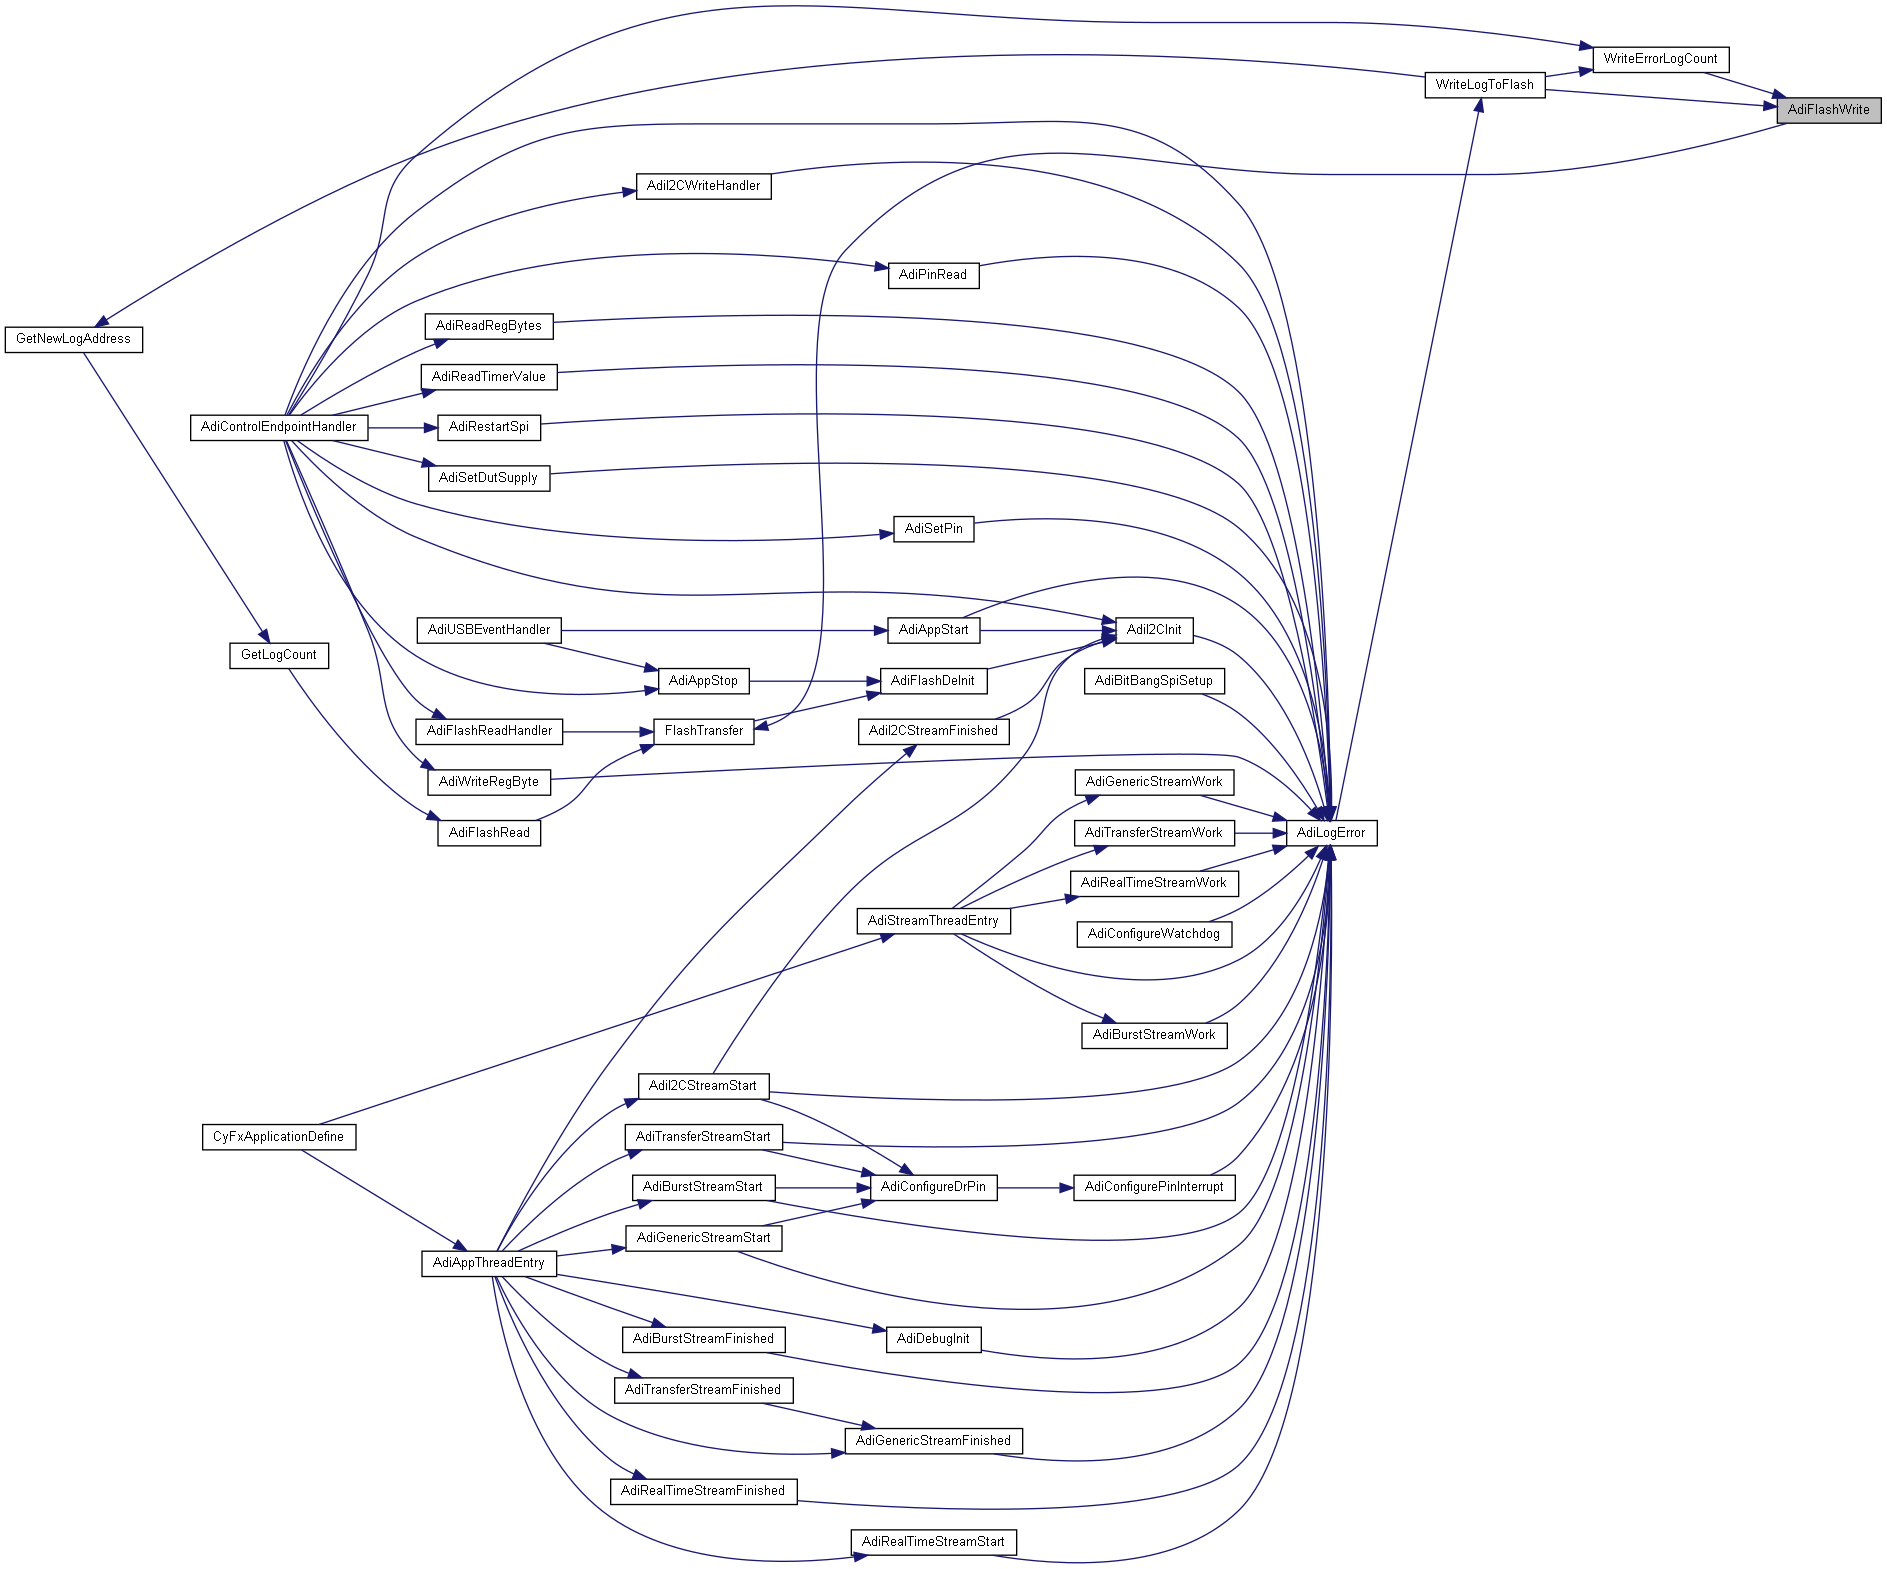 WriteErrorLogCount
WriteLogToFlash
AdiFlashWrite
AdiI2CWriteHandler
AdiPinRead
AdiReadRegBytes
GetNewLogAddress
AdiReadTimerValue
AdiControlEndpointHandler
AdiRestartSpi
AdiSetDutSupply
AdiSetPin
AdiUSBEventHandler
AdiAppStart
AdiI2CInit
GetLogCount
AdiAppStop
AdiFlashDeInit
AdiBitBangSpiSetup
AdiFlashReadHandler
FlashTransfer
AdiI2CStreamFinished
AdiWriteRegByte
AdiGenericStreamWork
AdiFlashRead
AdiTransferStreamWork
AdiLogError
AdiRealTimeStreamWork
AdiStreamThreadEntry
AdiConfigureWatchdog
AdiBurstStreamWork
AdiI2CStreamStart
CyFxApplicationDefine
AdiTransferStreamStart
AdiBurstStreamStart
AdiConfigureDrPin
AdiConfigurePinInterrupt
AdiGenericStreamStart
AdiAppThreadEntry
AdiBurstStreamFinished
AdiDebugInit
AdiTransferStreamFinished
AdiGenericStreamFinished
AdiRealTimeStreamFinished
AdiRealTimeStreamStart